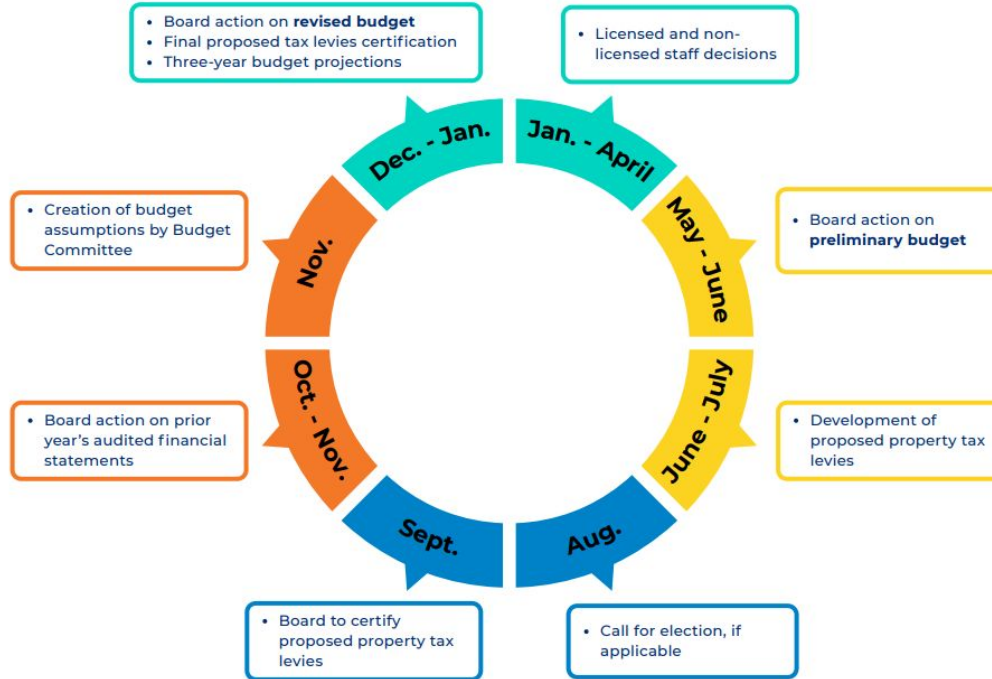 • Board action on revised budget
• Final proposed tax levies certification
• Three-year budget projections
• Licensed and non-
licensed staff decisions
Dec. - Jan.
Jan. - April
• Creation of budget
assumptions by Budget
Committee
Nov.
May - June
• Board action on
preliminary budget
• Board action on prior
year's audited financial
statements
Oct. - Nov.
June - July
• Development of
proposed property tax
levies
Sept.
Aug.
• Board to certify
proposed property tax
levies
• Call for election, if
applicable